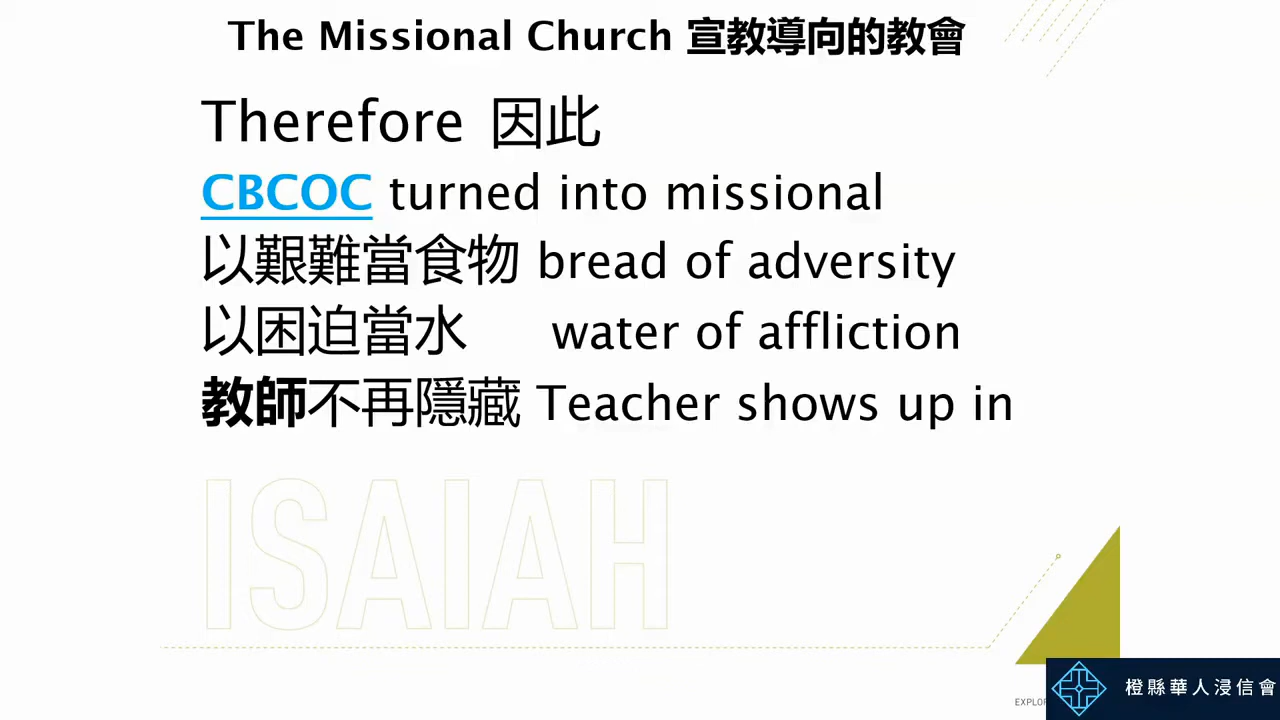 The Missional Church 宣教導向的教會
Therefore 因此
CBCOC turned into missional
以艱難當食物 bread of adversity
以困迫當水 water of affliction
教師不再隱藏 Teacher shows up in
ISAIAH
橙縣華人浸信會